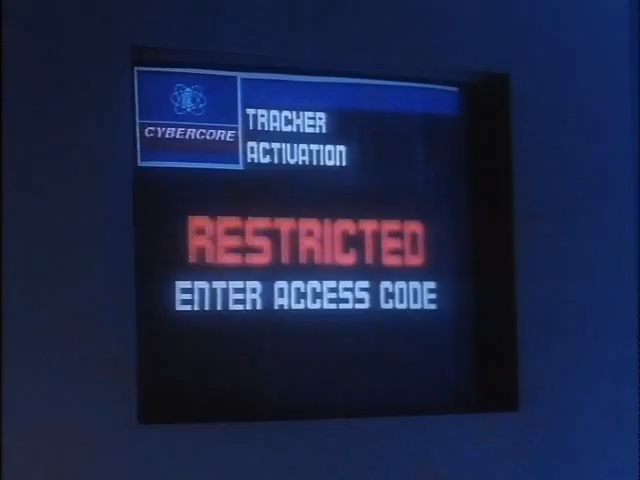 CYBERCORE
TRACKER
ACTIVATION
RESTRICTED
ENTER ACCESS CODE